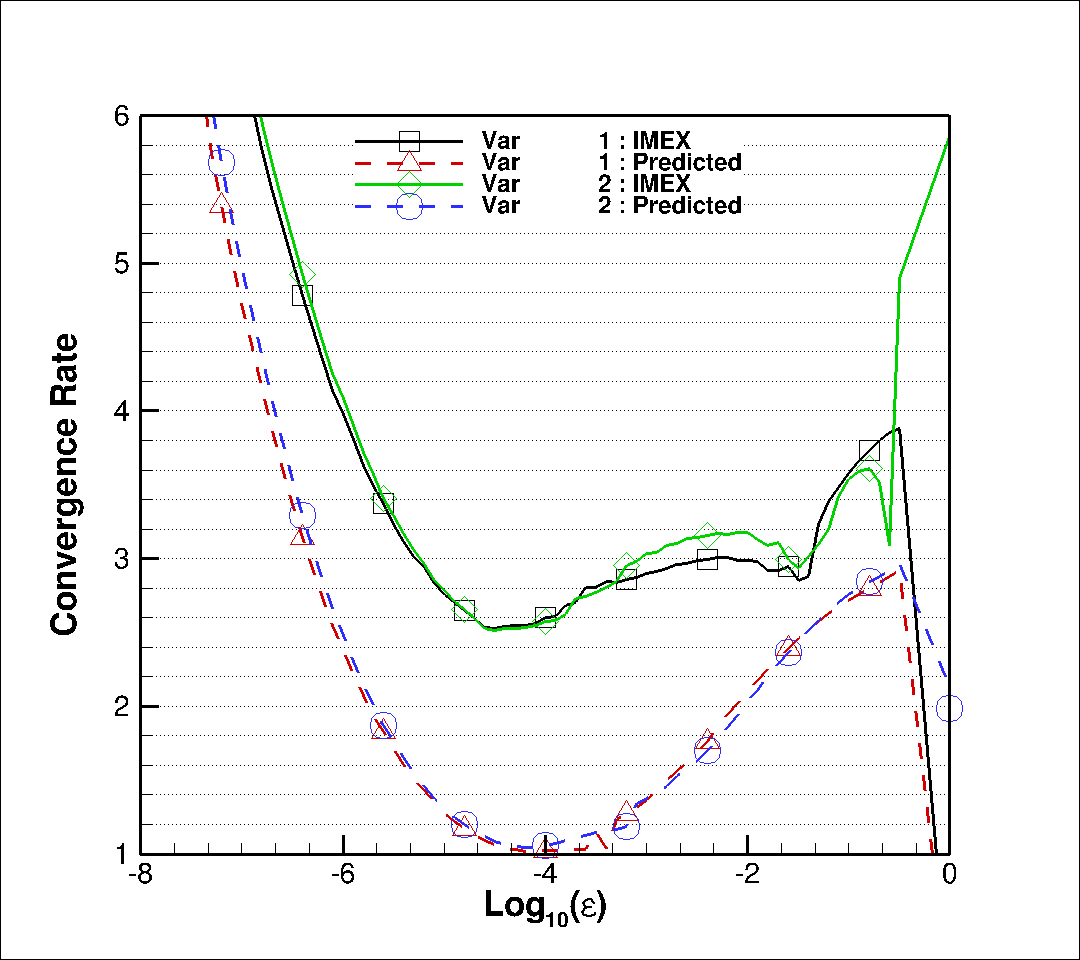 6
Var 1 : IMEX
Var 1 : Predicted
Var 2 : IMEX
Var 2 : Predicted
5
4
3
2
1
Convergence Rate
-8 -6 -4 -2 0
Log₁₀(ε)